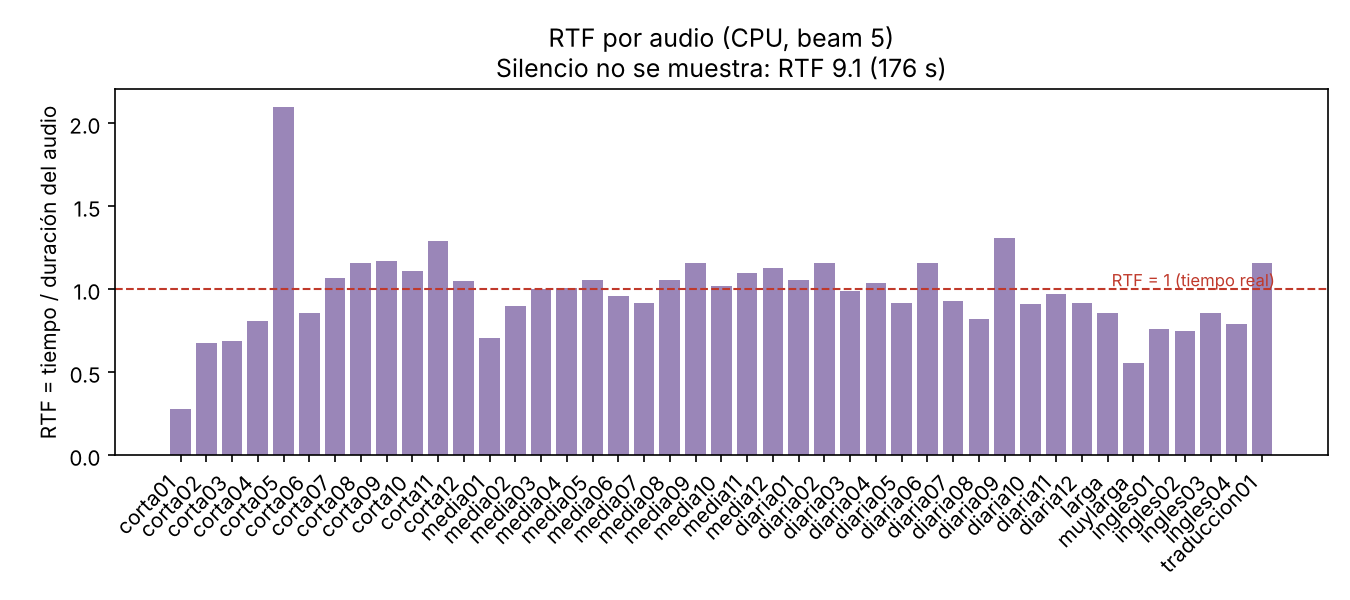 RTF por audio (CPU, beam 5)
Silencio no se muestra: RTF 9.1 (176 s)
RTF = tiempo / duración del audio
2.0
1.5
1.0
0.5
0.0
RTF = 1 (tiempo real)
corta01
corta02
corta03
corta04
corta05
corta06
corta07
corta08
corta09
corta10
corta11
corta12
media01
media02
media03
media04
media05
media06
media07
media08
media09
media10
media11
media12
diaria01
diaria02
diaria03
diaria04
diaria05
diaria06
diaria07
diaria08
diaria09
diaria10
diaria11
diaria12
larga
muylarga
ingles01
ingles02
ingles03
ingles04
traduccion01